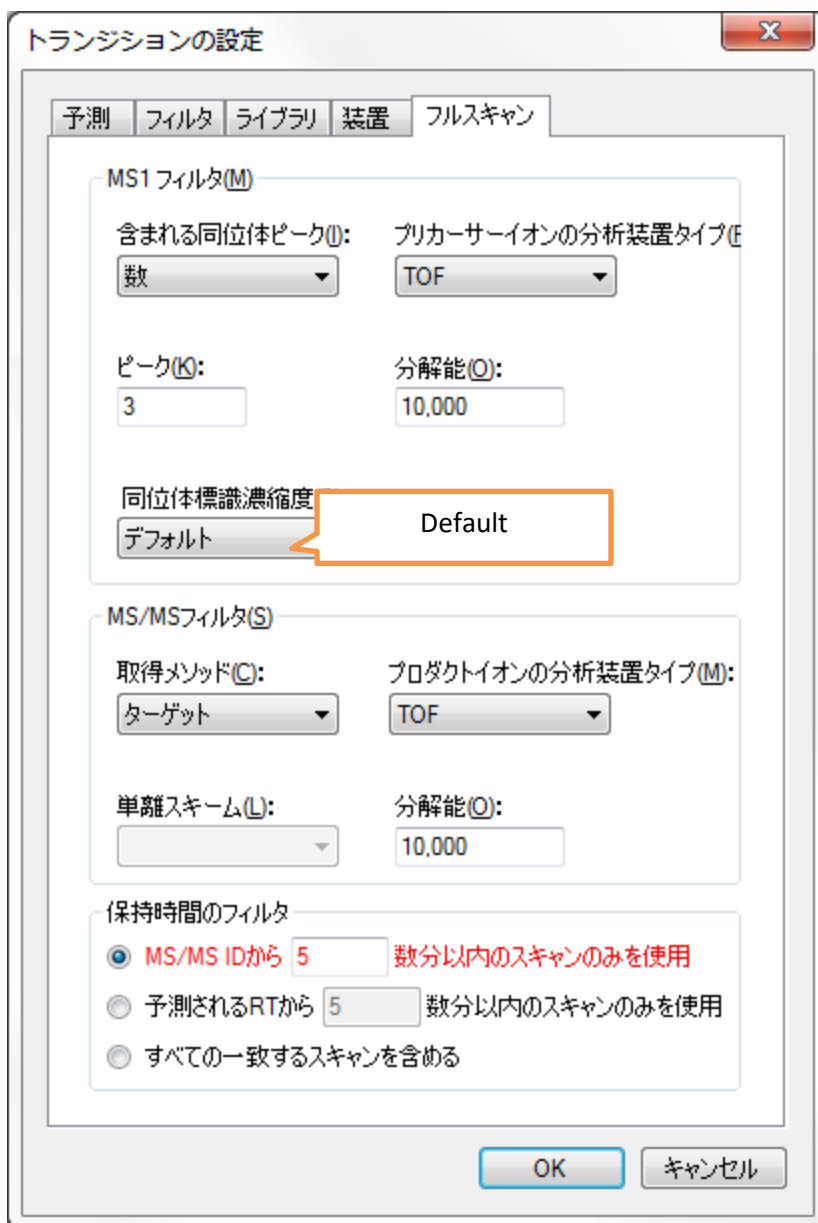 トランジションの設定
予測 フィルタ ライブラリ 装置 フルスキャン
MS1 フィルタ(M)
含まれる同位体ピーク(I): プリカーサーイオンの分析装置タイプ(
数 TOF
ピーク(K): 分解能(O):
3 10,000
同位体標識濃縮度
デフォルト Default
MS/MSフィルタ(S)
取得メソッド(C): プロダクトイオンの分析装置タイプ(M):
ターゲット TOF
単離スキーム(L): 分解能(O):
10,000
保持時間のフィルタ
MS/MS IDから 5 数分以内のスキャンのみを使用
予測されるRTから 5 数分以内のスキャンのみを使用
すべての一致するスキャンを含める
OK キャンセル